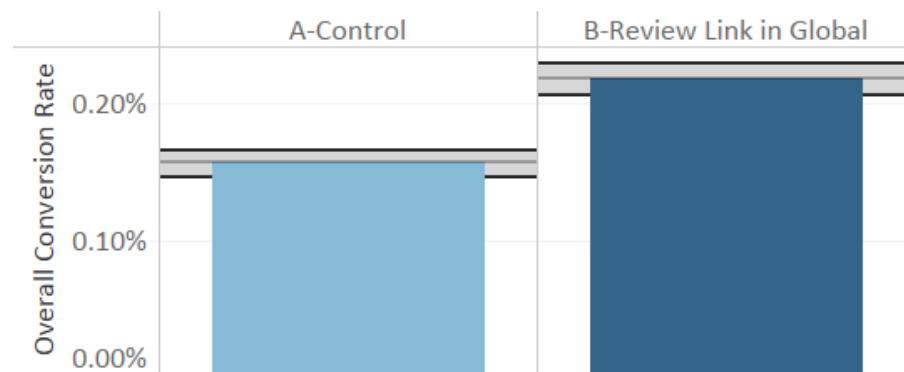 A-Control
B-Review Link in Global
Overall Conversion Rate
0.20%
0.10%
0.00%